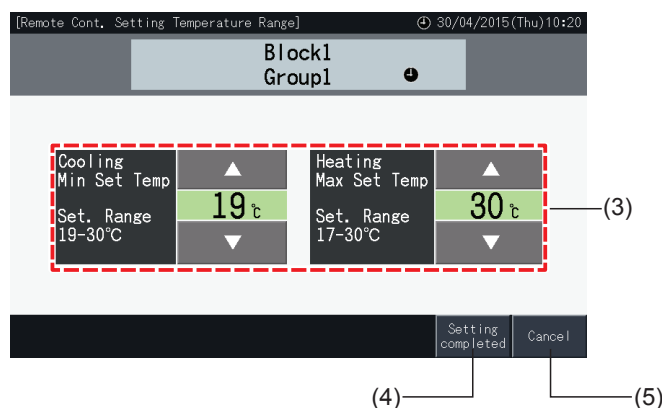 [Remote Cont. Setting Temperature Range] 30/04/2015(Thu)10:20
Block1
Group1
Cooling
Min Set Temp
Set. Range
19-30°C
19℃
Heating
Max Set Temp
Set. Range
17-30°C
30℃
(3)
Setting
completed
Cancel
(4)
(5)